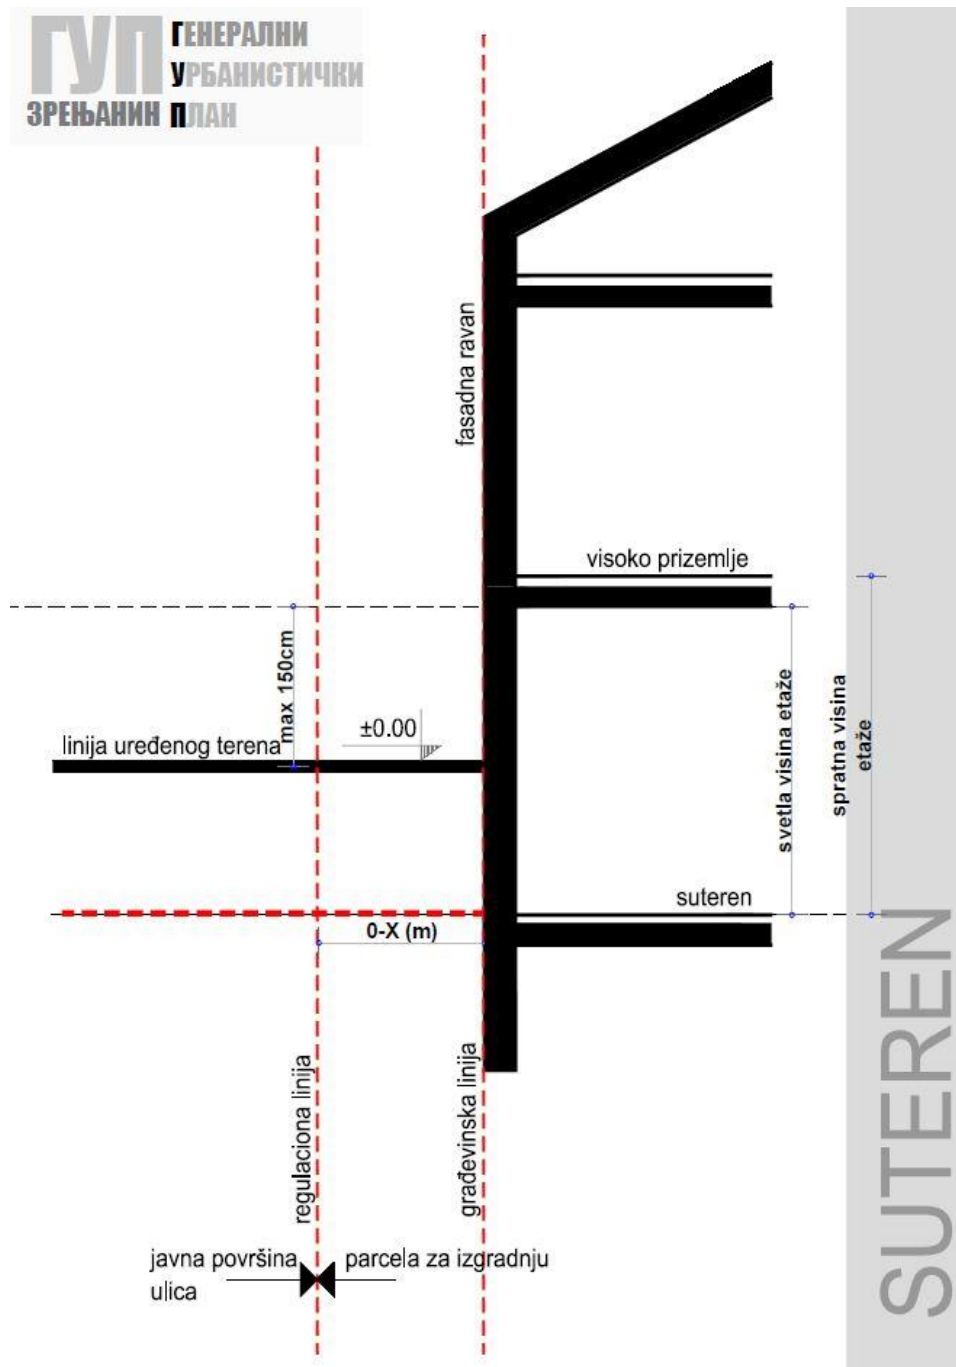 ГУП ГЕНЕРАЛНИ
УРБАНИСТИЧКИ
ЗРЕЊАНИН ПЛАН
fasadna ravan
visoko prizemlje
max 150cm
±0.00
linija uređenog terena
svetla visina etaže
spratna visina
etaže
suteren
0-X (m)
regulaciona linija
građevinska linija
javna površina
ulica
parcela za izgradnju
SUTEREN